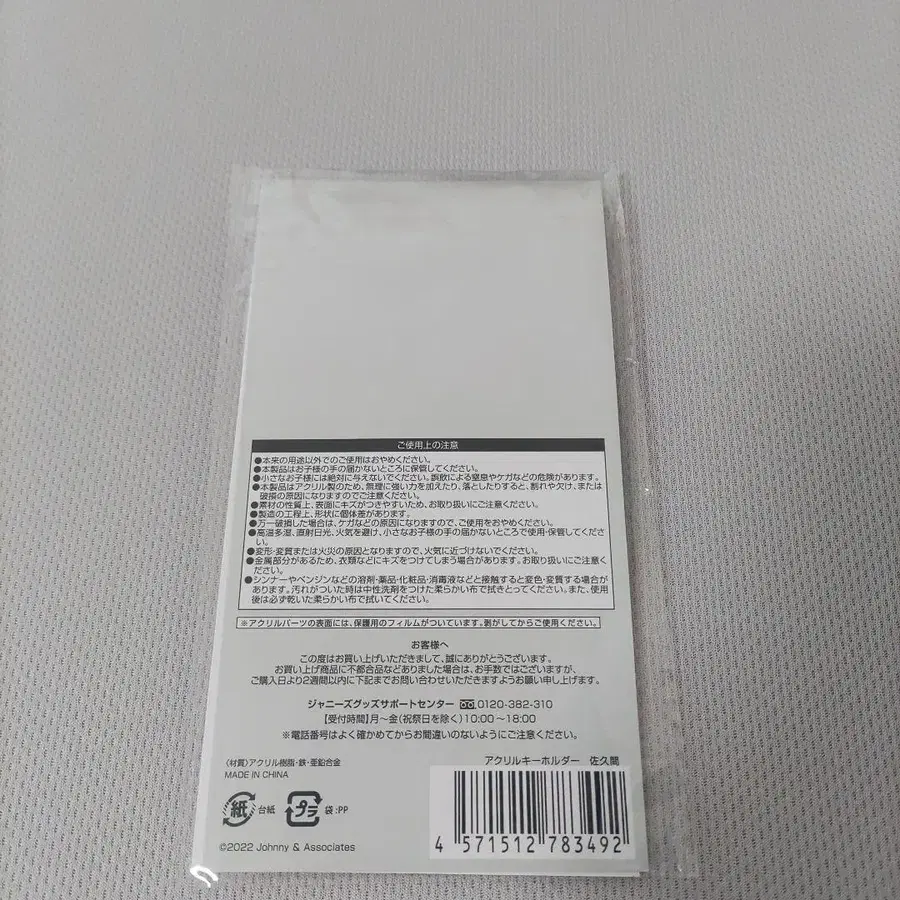 ご使用上の注意
●本来の用途以外でのご使用はおやめください。
●本製品はお子様の手の届かないところに保管してください。
●小さなお子様には絶対に与えないでください。誤飲による窒息やケガなどの危険があります。
●本製品はアクリル製のため、無理に強い力を加えたり、落としたりすると、割れや欠け、または
破損の原因になりますのでご注意ください。
●素材の性質上、表面にキズがつきやすいため、お取り扱いにご注意ください。
●製造の工程上、形状に個体差があります。
●万一破損した場合は、ケガなどの原因になりますので、ご使用をおやめください。
●高温多湿、直射日光、火気を避け、小さなお子様の手の届かないところで使用・保管してくださ
い。
●変形・変質または火災の原因となりますので、火気に近づけないでください。
●金属部分があるため、衣類などにキズをつけてしまう場合があります。お取り扱いにご注意くだ
さい。
●シンナーやベンジンなどの溶剤・薬品・化粧品・消毒液などと接触すると変色・変質する場合が
あります。汚れがついた時は中性洗剤をつけた柔らかい布で拭きとってください。また、使用
後は必ず乾いた柔らかい布で拭いてください。
※アクリルパーツの表面には、保護用のフィルムがついています。剥がしてからご使用ください。
お客様へ
この度はお買い上げいただきまして、誠にありがとうございます。
お買い上げ商品に不都合品などありました場合は、お手数ではございますが、
ご購入日より2週間以内に下記までお問い合わせいただきますようお願い申し上げます。
ジャニーズグッズサポートセンター 0120-382-310
【受付時間】月〜金(祝祭日を除く)10:00〜18:00
※電話番号はよく確かめてからお間違いのないようにご注意ください。
〈材質〉アクリル樹脂・鉄・亜鉛合金
MADE IN CHINA
アクリルキーホルダー 佐久間
紙 台紙 プラ 袋:PP
4 571512 783492
©2022 Johnny & Associates